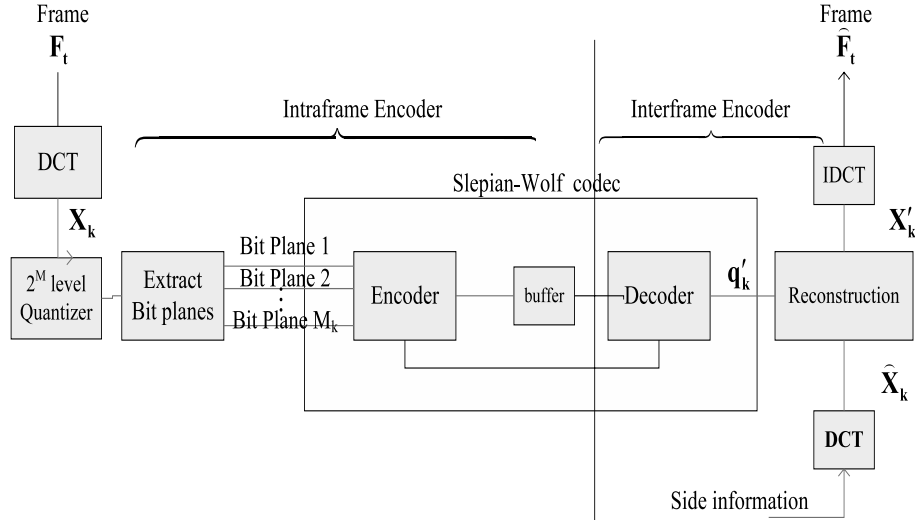 Frame
F_t
Frame
F̂_t
Intraframe Encoder
Interframe Encoder
DCT
IDCT
Slepian-Wolf codec
X_k
X′_k
Bit Plane 1
2^M level
Quantizer
Extract
Bit planes
Bit Plane 2
⋮
Bit Plane M_k
Encoder
buffer
Decoder
q′_k
Reconstruction
X̂_k
DCT
Side information